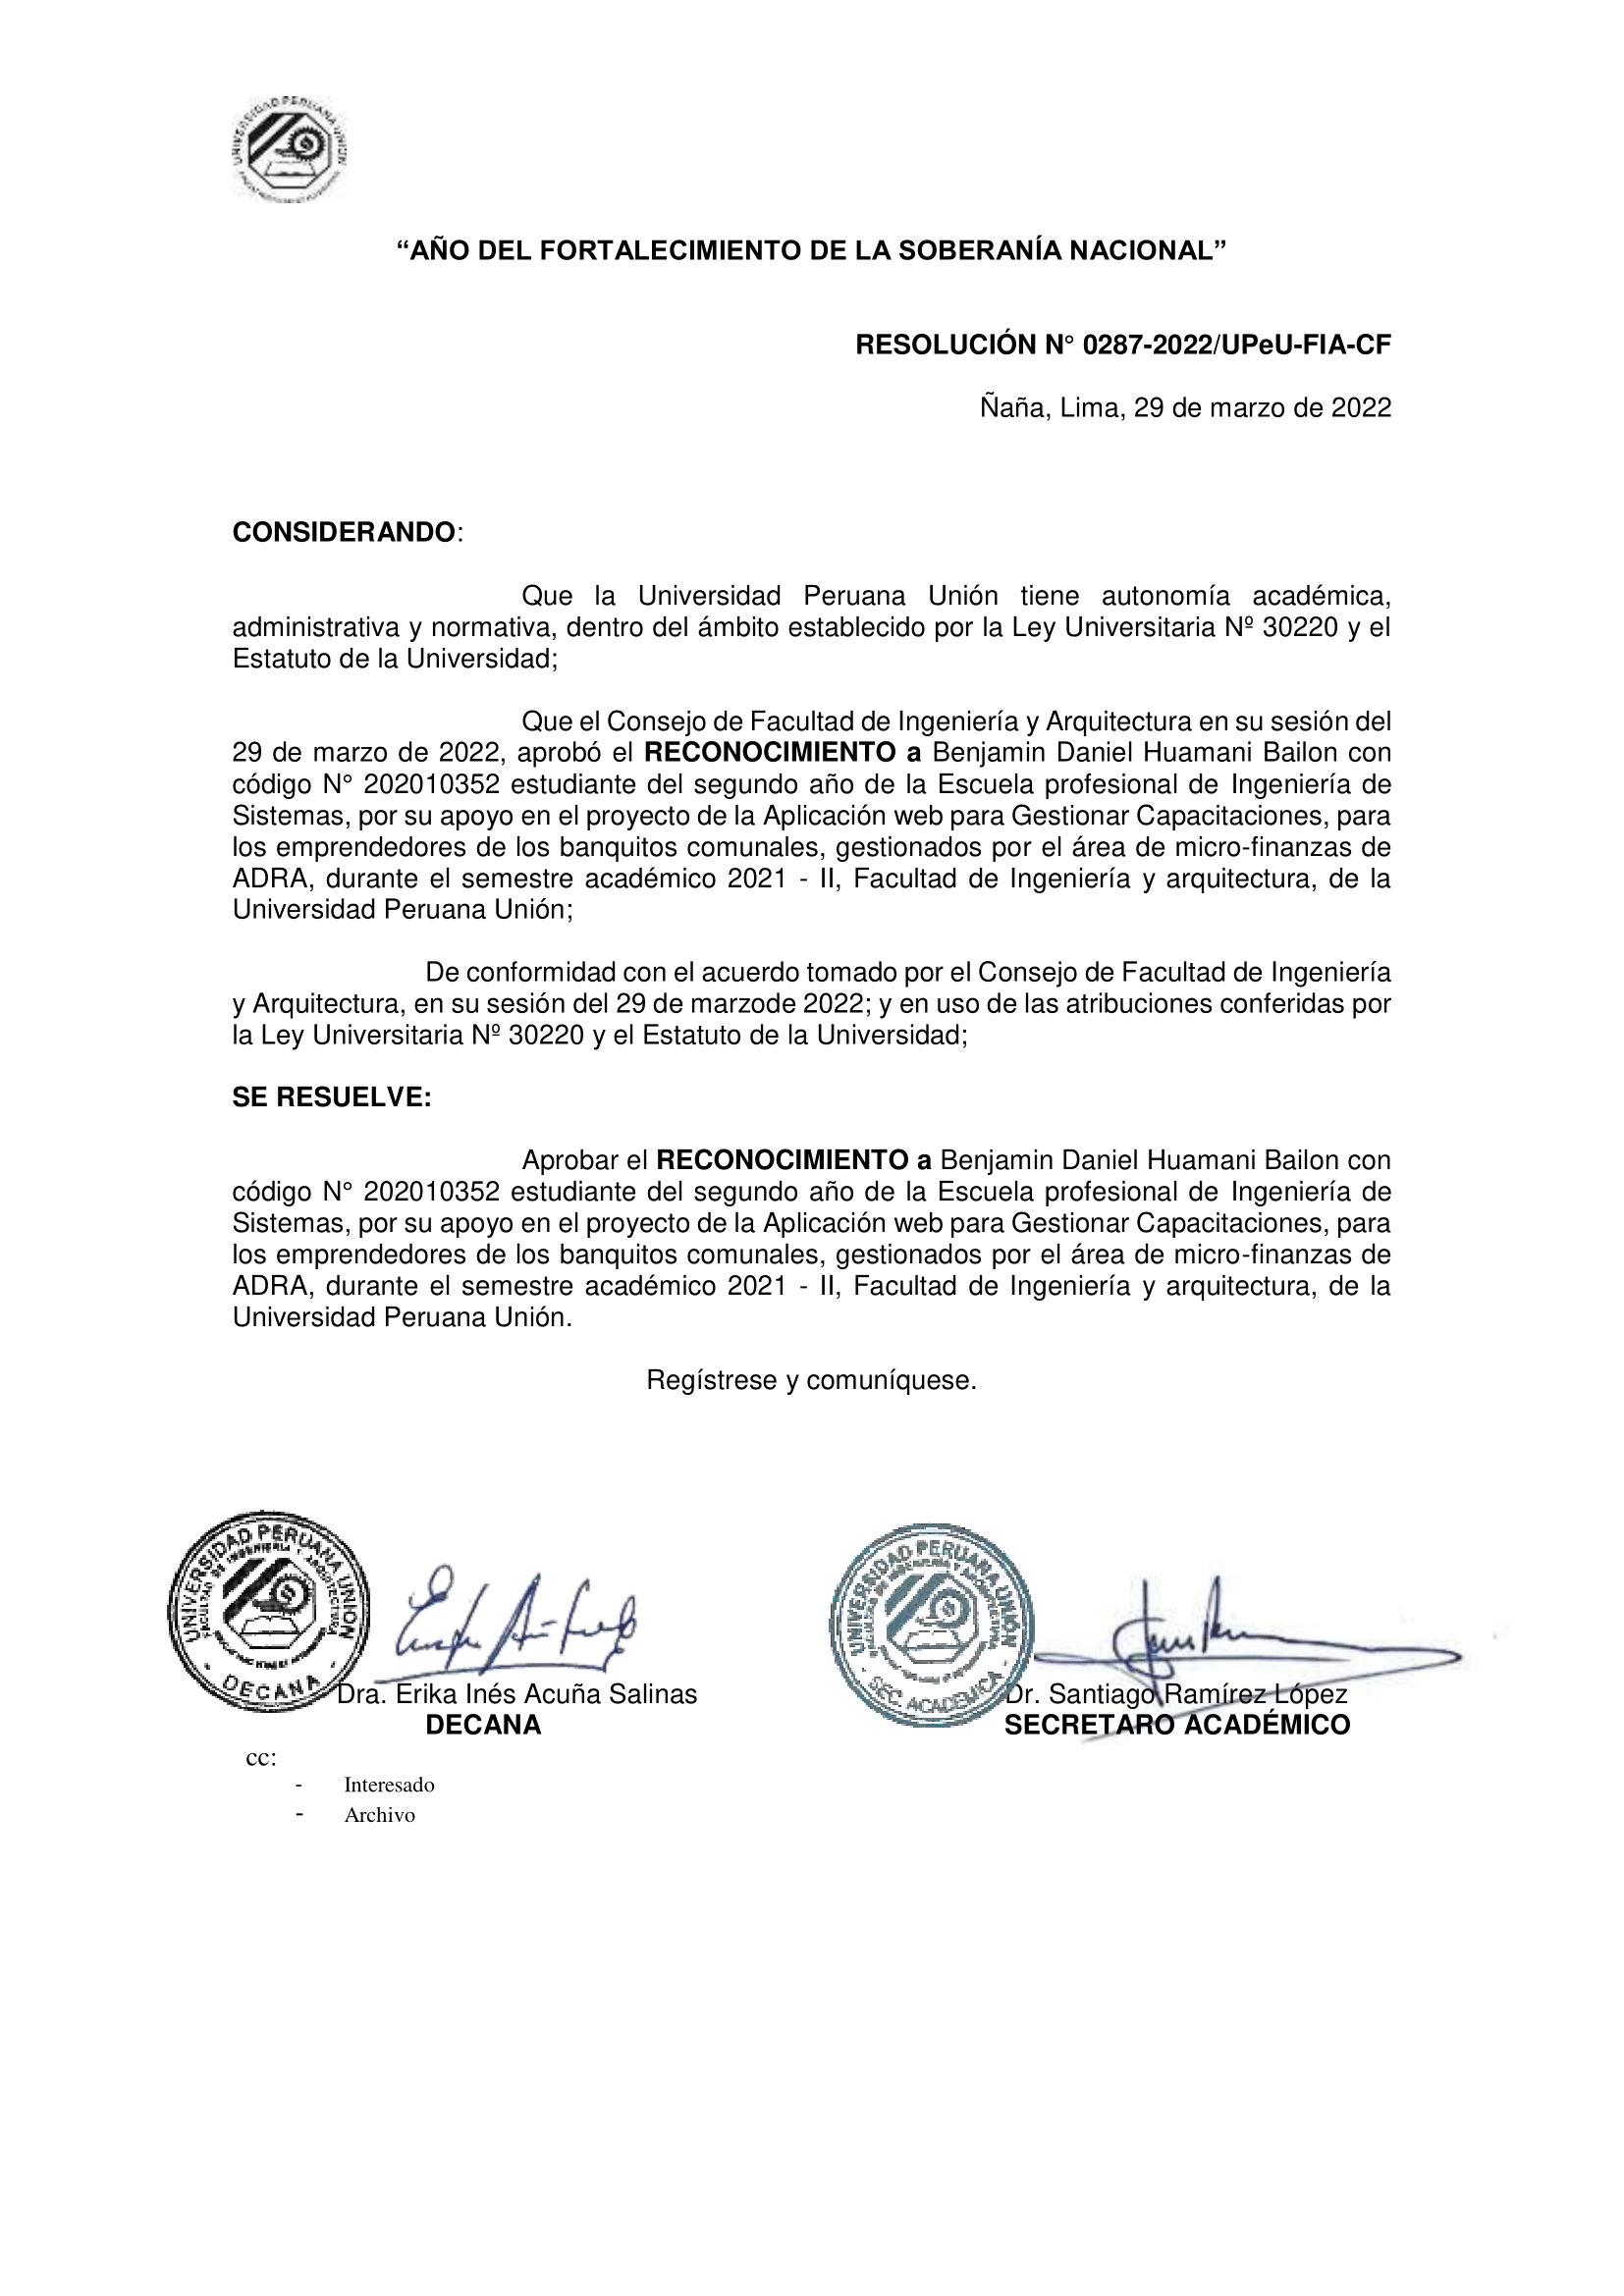 UNIVERSIDAD PERUANA UNION
“AÑO DEL FORTALECIMIENTO DE LA SOBERANÍA NACIONAL”
RESOLUCIÓN N° 0287-2022/UPeU-FIA-CF
Ñaña, Lima, 29 de marzo de 2022
CONSIDERANDO:
Que la Universidad Peruana Unión tiene autonomía académica,
administrativa y normativa, dentro del ámbito establecido por la Ley Universitaria Nº 30220 y el
Estatuto de la Universidad;
Que el Consejo de Facultad de Ingeniería y Arquitectura en su sesión del
29 de marzo de 2022, aprobó el RECONOCIMIENTO a Benjamin Daniel Huamani Bailon con
código N° 202010352 estudiante del segundo año de la Escuela profesional de Ingeniería de
Sistemas, por su apoyo en el proyecto de la Aplicación web para Gestionar Capacitaciones, para
los emprendedores de los banquitos comunales, gestionados por el área de micro-finanzas de
ADRA, durante el semestre académico 2021 - II, Facultad de Ingeniería y arquitectura, de la
Universidad Peruana Unión;
De conformidad con el acuerdo tomado por el Consejo de Facultad de Ingeniería
y Arquitectura, en su sesión del 29 de marzode 2022; y en uso de las atribuciones conferidas por
la Ley Universitaria Nº 30220 y el Estatuto de la Universidad;
SE RESUELVE:
Aprobar el RECONOCIMIENTO a Benjamin Daniel Huamani Bailon con
código N° 202010352 estudiante del segundo año de la Escuela profesional de Ingeniería de
Sistemas, por su apoyo en el proyecto de la Aplicación web para Gestionar Capacitaciones, para
los emprendedores de los banquitos comunales, gestionados por el área de micro-finanzas de
ADRA, durante el semestre académico 2021 - II, Facultad de Ingeniería y arquitectura, de la
Universidad Peruana Unión.
Regístrese y comuníquese.
UNIVERSIDAD PERUANA UNION
FACULTAD DE INGENIERIA Y ARQUITECTURA
- DECANA -
UNIVERSIDAD PERUANA UNIÓN
FACULTAD DE INGENIERÍA Y ARQUITECTURA
- SEC. ACADEMICA -
Dra. Erika Inés Acuña Salinas
DECANA
Dr. Santiago Ramírez López
SECRETARO ACADÉMICO
cc:
- Interesado
- Archivo